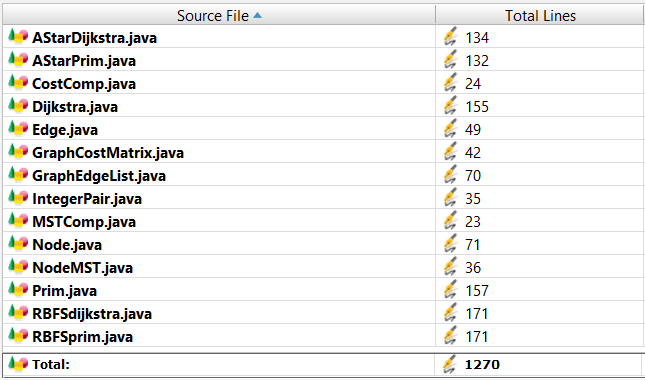 Source File Total Lines
AStarDijkstra.java 134
AStarPrim.java 132
CostComp.java 24
Dijkstra.java 155
Edge.java 49
GraphCostMatrix.java 42
GraphEdgeList.java 70
IntegerPair.java 35
MSTComp.java 23
Node.java 71
NodeMST.java 36
Prim.java 157
RBFSdijkstra.java 171
RBFSprim.java 171
Total: 1270